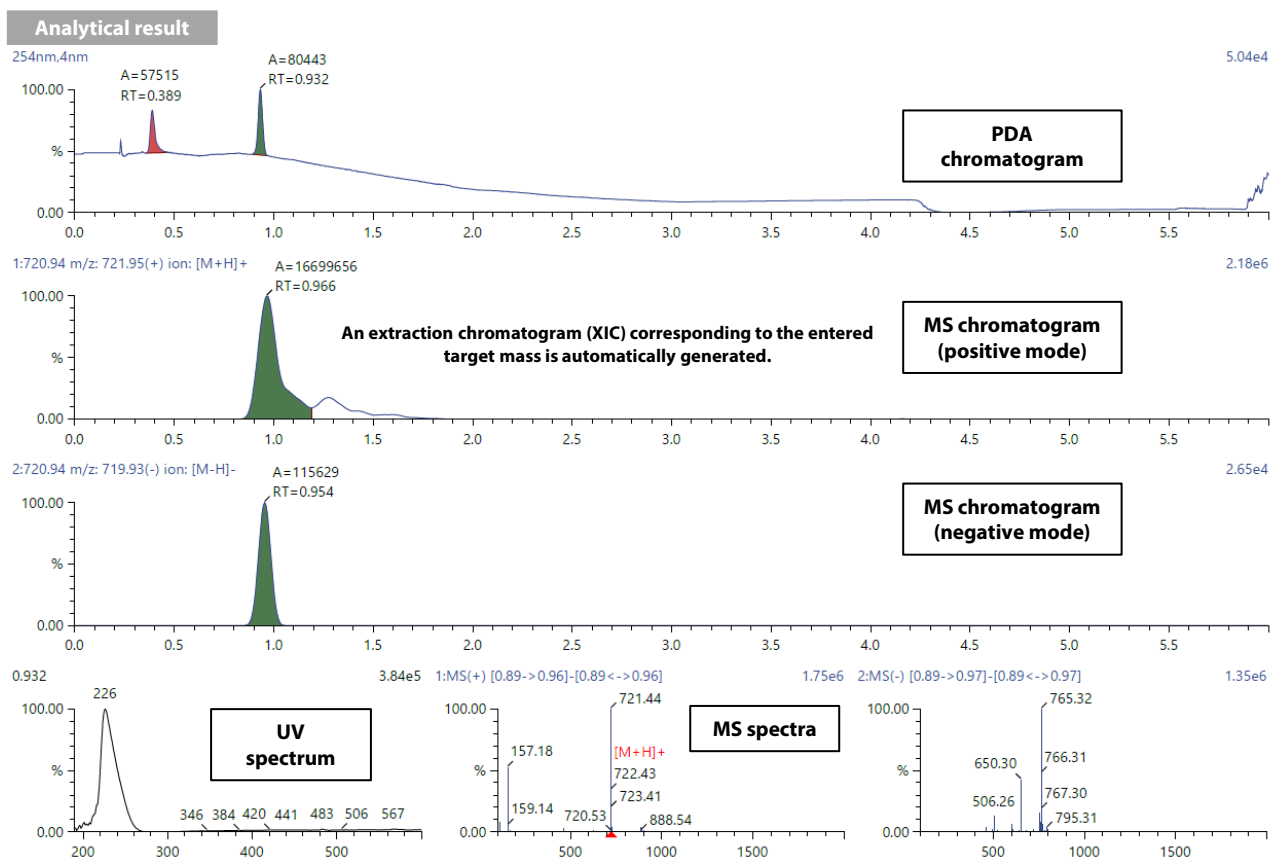 Analytical result
254nm,4nm
5.04e4
A=57515
RT=0.389
A=80443
RT=0.932
PDA
chromatogram
100.00
%
0.00
0.0 0.5 1.0 1.5 2.0 2.5 3.0 3.5 4.0 4.5 5.0 5.5
1:720.94 m/z: 721.95(+) ion: [M+H]+
2.18e6
A=16699656
RT=0.966
An extraction chromatogram (XIC) corresponding to the entered
target mass is automatically generated.
MS chromatogram
(positive mode)
100.00
%
0.00
0.0 0.5 1.0 1.5 2.0 2.5 3.0 3.5 4.0 4.5 5.0 5.5
2:720.94 m/z: 719.93(-) ion: [M-H]-
2.65e4
A=115629
RT=0.954
MS chromatogram
(negative mode)
100.00
%
0.00
0.0 0.5 1.0 1.5 2.0 2.5 3.0 3.5 4.0 4.5 5.0 5.5
0.932
3.84e5
226
UV
spectrum
100.00
%
0.00
346 384 420 441 483 506 567
200 300 400 500
1:MS(+) [0.89->0.96]-[0.89<->0.96]
1.75e6
721.44
MS spectra
[M+H]+
157.18
722.43
723.41
159.14
720.53
888.54
100.00
%
0.00
500 1000 1500
2:MS(-) [0.89->0.97]-[0.89<->0.97]
1.35e6
765.32
766.31
650.30
767.30
506.26
795.31
100.00
%
0.00
500 1000 1500